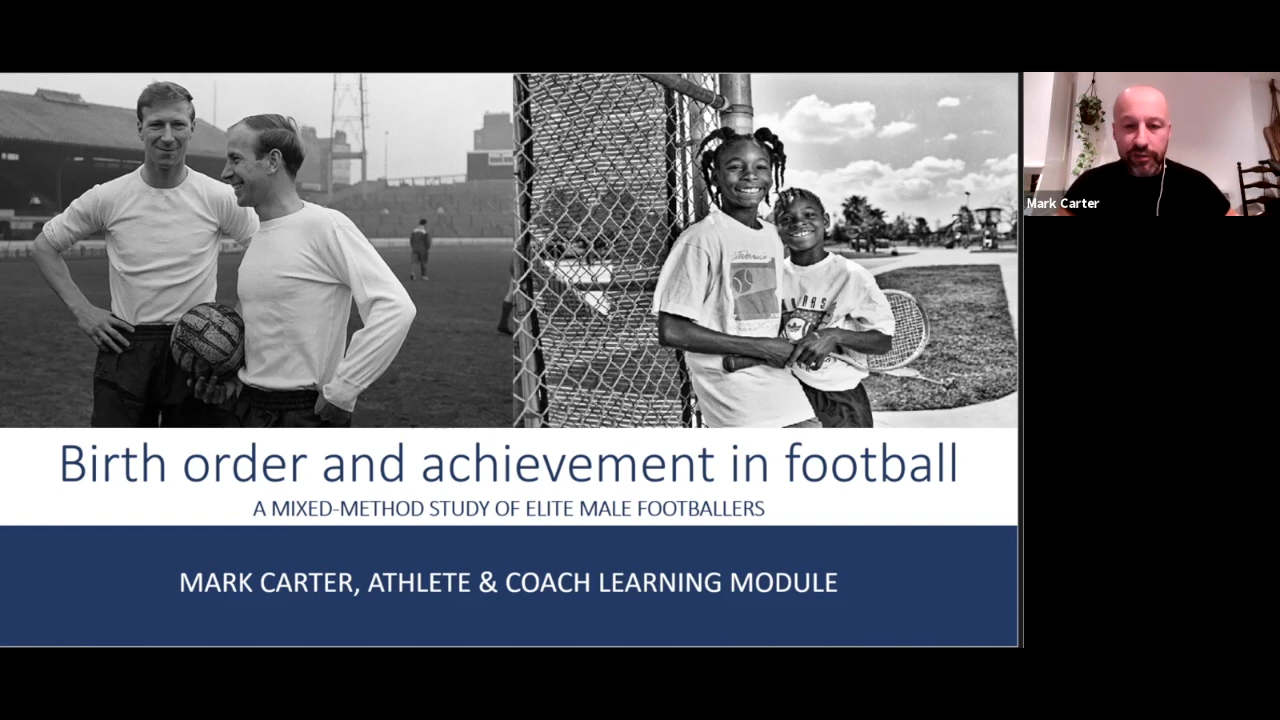 Birth order and achievement in football
A MIXED-METHOD STUDY OF ELITE MALE FOOTBALLERS
MARK CARTER, ATHLETE & COACH LEARNING MODULE
Mark Carter